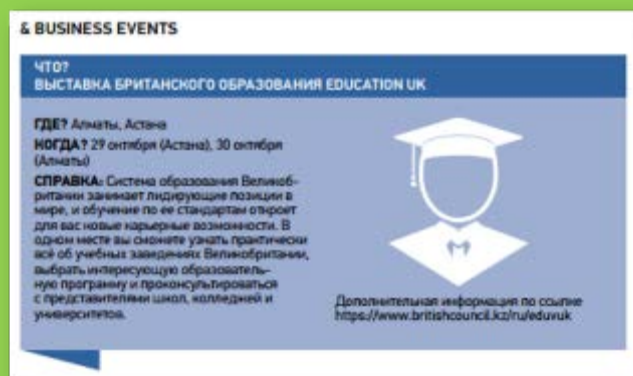 & BUSINESS EVENTS
ЧТО?
ВЫСТАВКА БРИТАНСКОГО ОБРАЗОВАНИЯ EDUCATION UK
ГДЕ? Алматы, Астана
КОГДА? 29 октября (Астана), 30 октября
(Алматы)
СПРАВКА: Система образования Великоб-
ритании занимает лидирующие позиции в
мире, и обучение по ее стандартам откроет
для вас новые карьерные возможности. В
одном месте вы сможете узнать практически
всё об учебных заведениях Великобритании,
выбрать интересующую образователь-
ную программу и проконсультироваться
с представителями школ, колледжей и
университетов.
Дополнительная информация по ссылке
https://www.britishcouncil.kz/ru/eduvuk